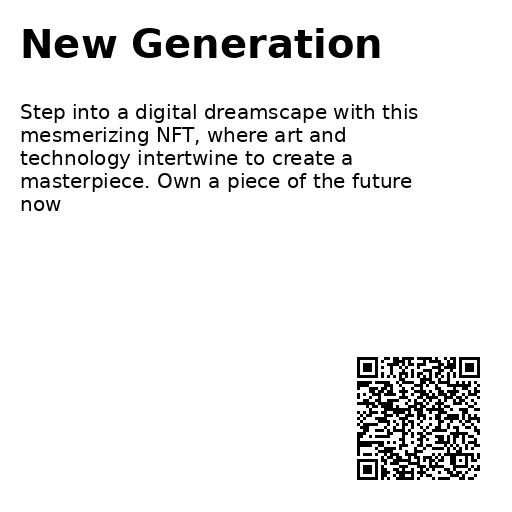 New Generation
Step into a digital dreamscape with this
mesmerizing NFT, where art and
technology intertwine to create a
masterpiece. Own a piece of the future
now